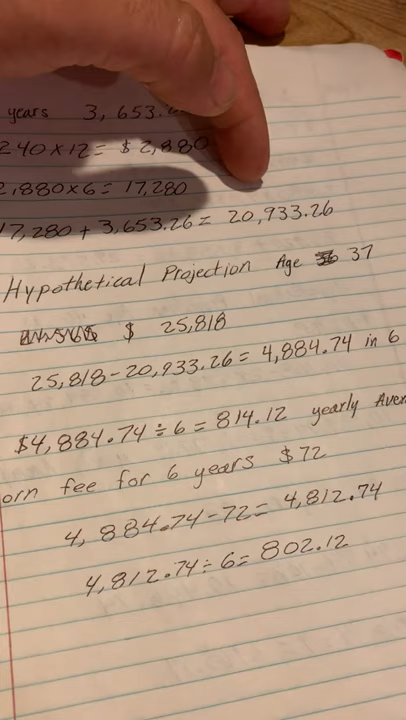 years 3,653.
240x12= $2,880
2,880x6= 17,280
17,280 + 3,653.26= 20,933.26
Hypothetical Projection Age 37
$ 25,818
25,818-20,933.26= 4,884.74 in 6
$4,884.74÷6=814.12 yearly Aver
orn fee for 6 years $72
4,884.74-72= 4,812.74
4,812.74÷6= 802.12